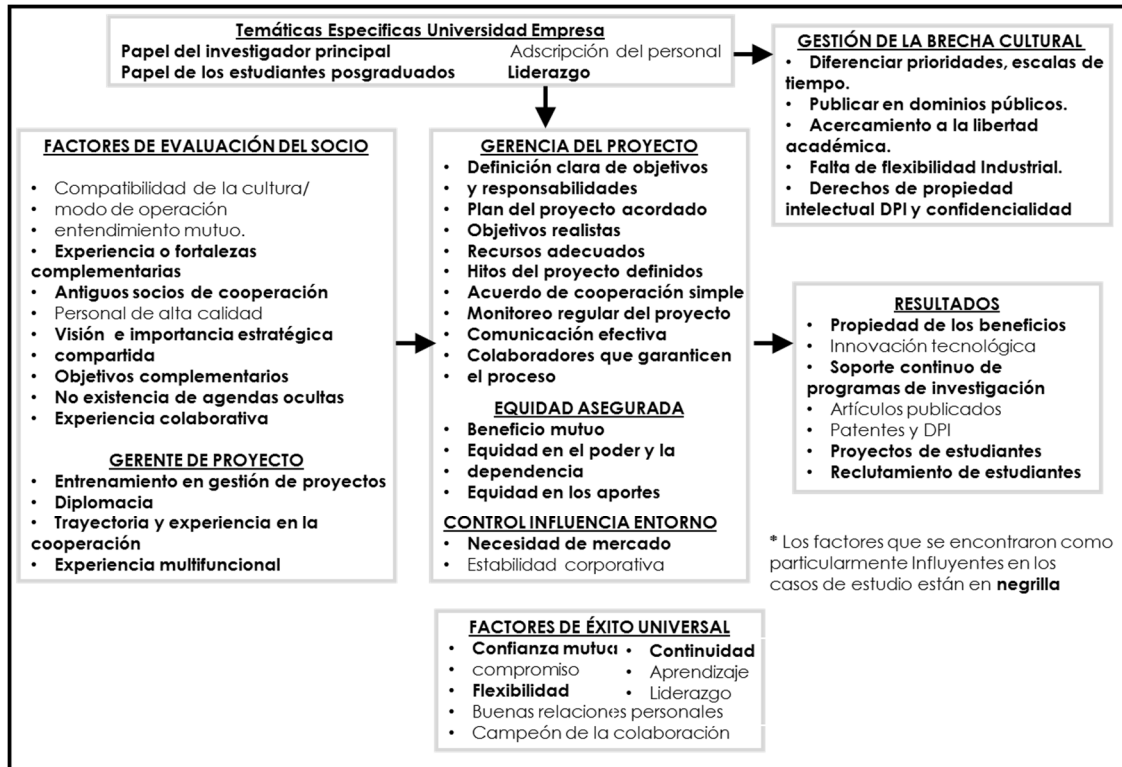 Temáticas Especificas Universidad Empresa
Papel del investigador principal Adscripción del personal
Papel de los estudiantes posgraduados Liderazgo
GESTIÓN DE LA BRECHA CULTURAL
• Diferenciar prioridades, escalas de
tiempo.
• Publicar en dominios públicos.
• Acercamiento a la libertad
académica.
• Falta de flexibilidad Industrial.
• Derechos de propiedad
intelectual DPI y confidencialidad
FACTORES DE EVALUACIÓN DEL SOCIO
• Compatibilidad de la cultura/
• modo de operación
• entendimiento mutuo.
• Experiencia o fortalezas
complementarias
• Antiguos socios de cooperación
• Personal de alta calidad
• Visión e importancia estratégica
• compartida
• Objetivos complementarios
• No existencia de agendas ocultas
• Experiencia colaborativa
GERENTE DE PROYECTO
• Entrenamiento en gestión de proyectos
• Diplomacia
• Trayectoria y experiencia en la
cooperación
• Experiencia multifuncional
GERENCIA DEL PROYECTO
• Definición clara de objetivos
• y responsabilidades
• Plan del proyecto acordado
• Objetivos realistas
• Recursos adecuados
• Hitos del proyecto definidos
• Acuerdo de cooperación simple
• Monitoreo regular del proyecto
• Comunicación efectiva
• Colaboradores que garanticen
• el proceso
EQUIDAD ASEGURADA
• Beneficio mutuo
• Equidad en el poder y la
• dependencia
• Equidad en los aportes
CONTROL INFLUENCIA ENTORNO
• Necesidad de mercado
• Estabilidad corporativa
RESULTADOS
• Propiedad de los beneficios
• Innovación tecnológica
• Soporte continuo de
programas de investigación
• Artículos publicados
• Patentes y DPI
• Proyectos de estudiantes
• Reclutamiento de estudiantes
* Los factores que se encontraron como
particularmente Influyentes en los
casos de estudio están en negrilla
FACTORES DE ÉXITO UNIVERSAL
• Confianza mutua • Continuidad
• compromiso • Aprendizaje
• Flexibilidad • Liderazgo
• Buenas relaciones personales
• Campeón de la colaboración